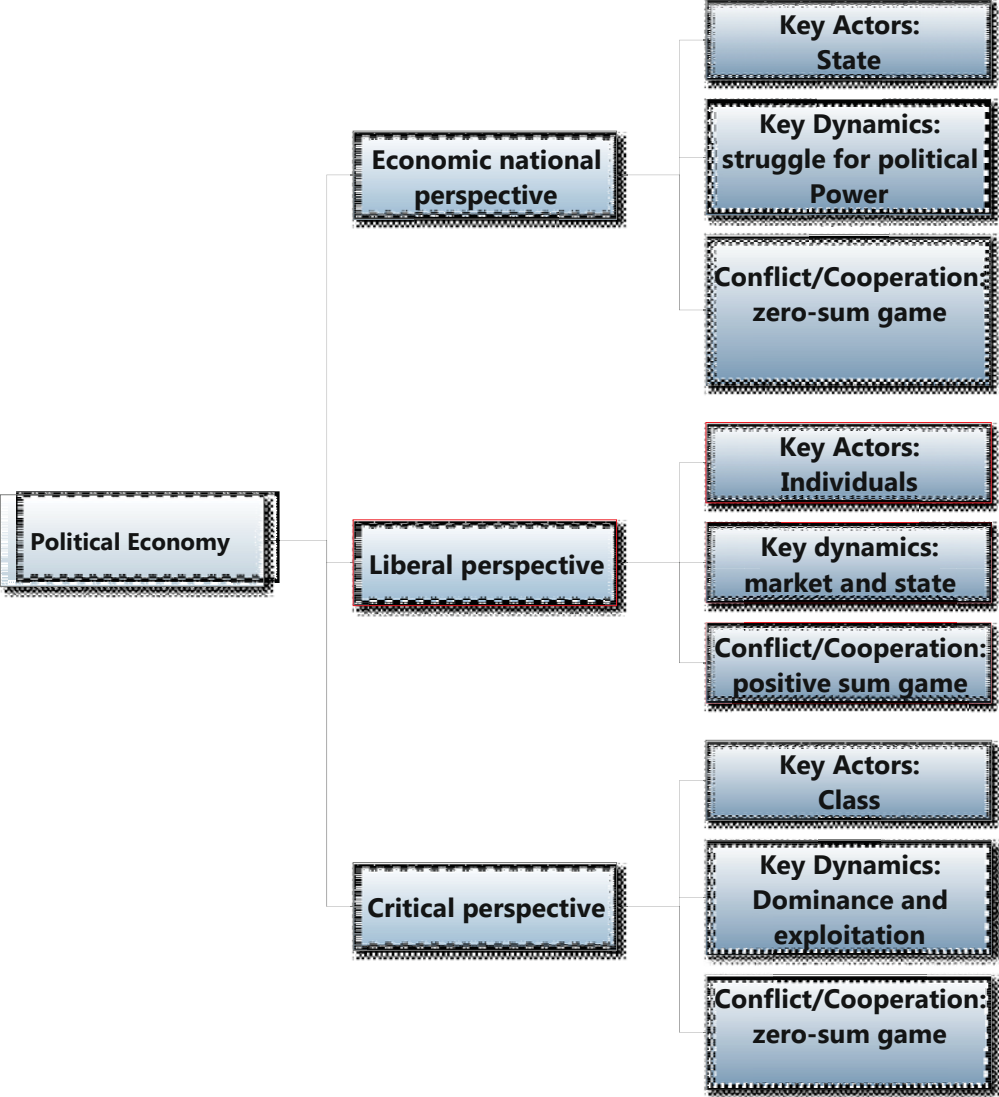 Political Economy
Economic national
perspective
Key Actors:
State
Key Dynamics:
struggle for political
Power
Conflict/Cooperation:
zero-sum game
Liberal perspective
Key Actors:
Individuals
Key dynamics:
market and state
Conflict/Cooperation:
positive sum game
Critical perspective
Key Actors:
Class
Key Dynamics:
Dominance and
exploitation
Conflict/Cooperation:
zero-sum game